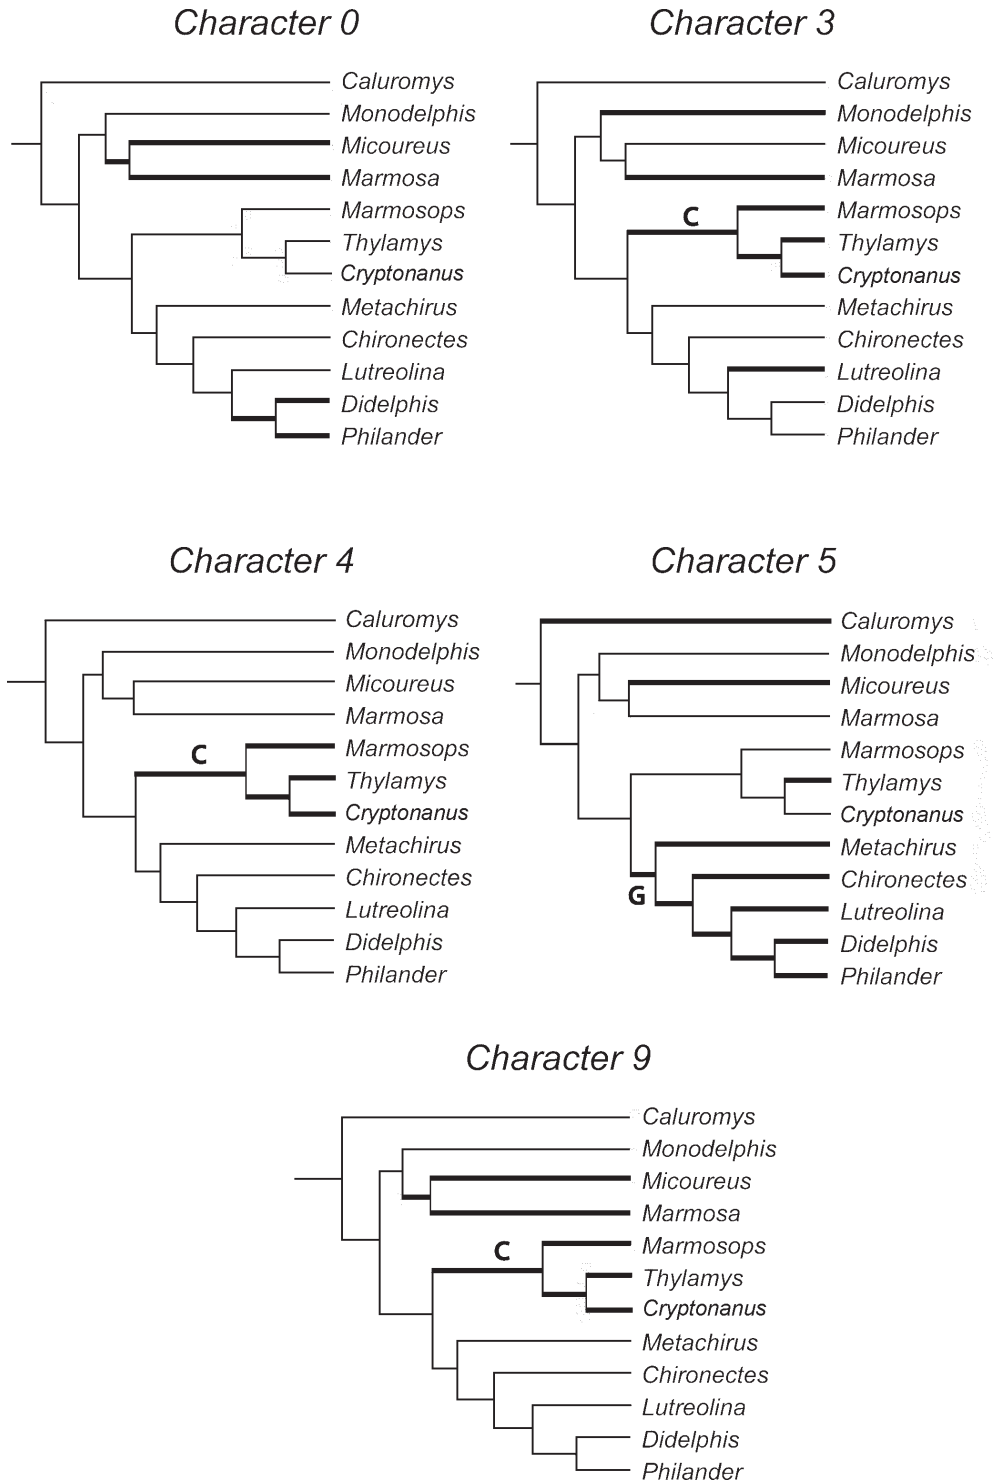 Character 0
Caluromys
Monodelphis
Micoureus
Marmosa
Marmosops
Thylamys
Cryptonanus
Metachirus
Chironectes
Lutreolina
Didelphis
Philander
Character 3
Caluromys
Monodelphis
Micoureus
Marmosa
C
Marmosops
Thylamys
Cryptonanus
Metachirus
Chironectes
Lutreolina
Didelphis
Philander
Character 4
Caluromys
Monodelphis
Micoureus
Marmosa
C
Marmosops
Thylamys
Cryptonanus
Metachirus
Chironectes
Lutreolina
Didelphis
Philander
Character 5
Caluromys
Monodelphis
Micoureus
Marmosa
Marmosops
Thylamys
Cryptonanus
Metachirus
Chironectes
G
Lutreolina
Didelphis
Philander
Character 9
Caluromys
Monodelphis
Micoureus
Marmosa
C
Marmosops
Thylamys
Cryptonanus
Metachirus
Chironectes
Lutreolina
Didelphis
Philander